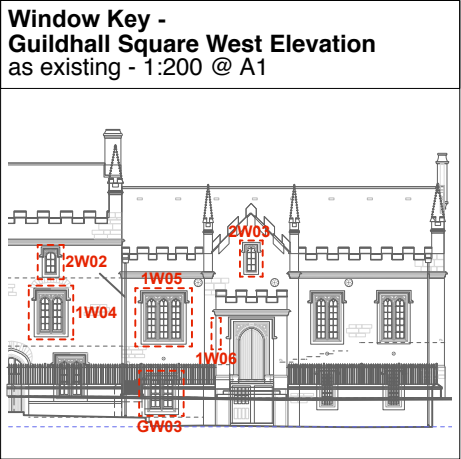 Window Key -
Guildhall Square West Elevation
as existing - 1:200 @ A1
2W03
2W02
1W05
1W04
1W06
GW03